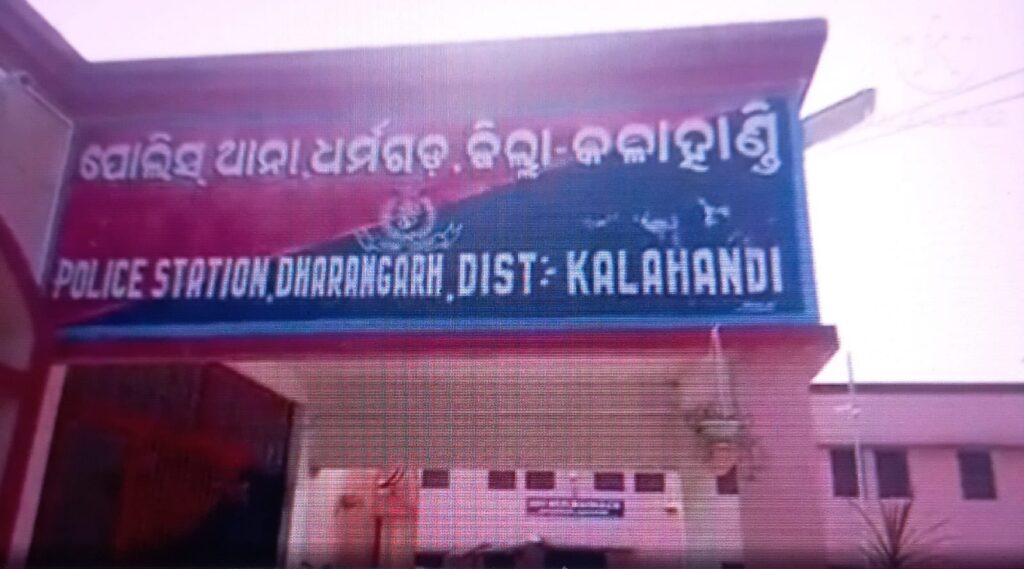 ପୋଲିସ୍ ଥାନା, ଧର୍ମଗଡ଼, ଜିଲ୍ଲା-କଳାହାଣ୍ଡି
POLICE STATION, DHARAMGARH, DIST:- KALAHANDI